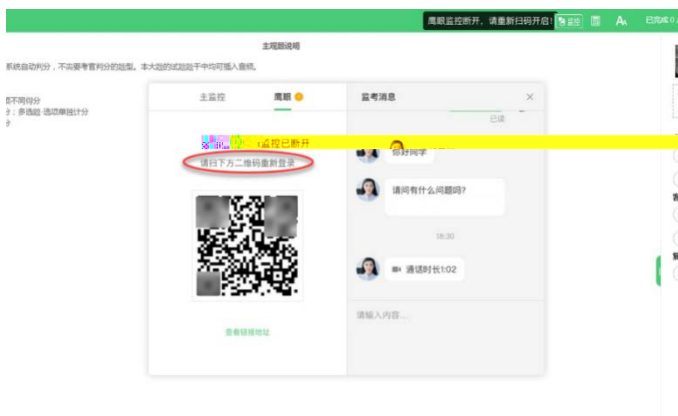 鹰眼监控断开，请重新扫码开启！ 监控 已完成0
主观题说明
系统自动判分，不需要考官判分的题型。本大题的试题题干中均可插入音频。
项不同得分
分；多选题-选项单独计分
分
主监控 鹰眼 监考消息
已读
监控已断开
你好同学
请扫下方二维码重新登录
请问有什么问题吗？
18:30
通话时长1:02
请输入内容...
查看链接地址